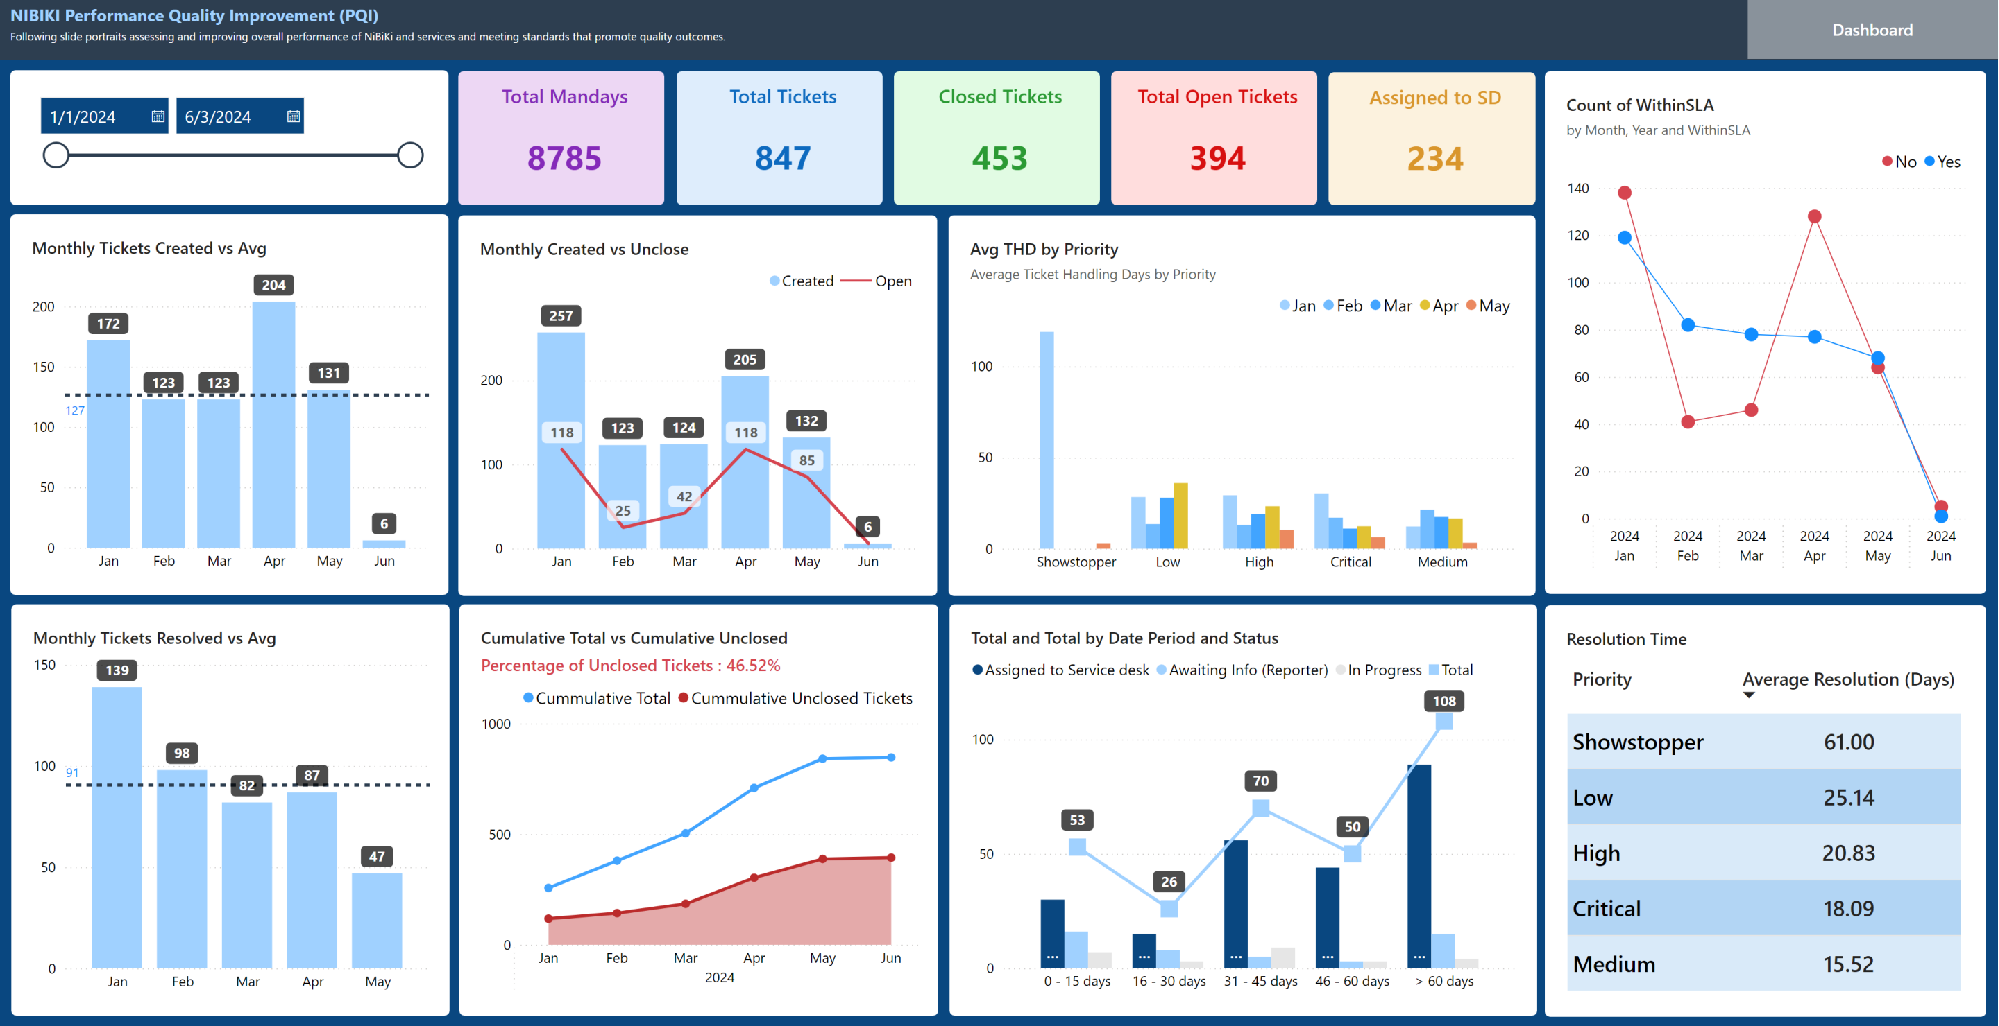 NIBIKI Performance Quality Improvement (PQI)
Following slide portraits assessing and improving overall performance of NiBiKi and services and meeting standards that promote quality outcomes.
Dashboard
1/1/2024
6/3/2024
Total Mandays
8785
Total Tickets
847
Closed Tickets
453
Total Open Tickets
394
Assigned to SD
234
Count of WithinSLA
by Month, Year and WithinSLA
No Yes
140
120
100
80
60
40
20
0
2024 2024 2024 2024 2024 2024
Jan Feb Mar Apr May Jun
Monthly Tickets Created vs Avg
204
200
172
150
131
123 123
127
100
50
6
0
Jan Feb Mar Apr May Jun
Monthly Created vs Unclose
Created Open
257
205
200
132
123 124
118 118
100
85
42
25
6
0
Jan Feb Mar Apr May Jun
Avg THD by Priority
Average Ticket Handling Days by Priority
Jan Feb Mar Apr May
100
50
0
Showstopper Low High Critical Medium
Monthly Tickets Resolved vs Avg
150
139
100
98
91
82
87
50
47
0
Jan Feb Mar Apr May
Cumulative Total vs Cumulative Unclosed
Percentage of Unclosed Tickets : 46.52%
Cummulative Total Cummulative Unclosed Tickets
1000
500
0
Jan Feb Mar Apr May Jun
2024
Total and Total by Date Period and Status
Assigned to Service desk Awaiting Info (Reporter) In Progress Total
108
100
70
53
50
50
26
... ... ... ... ...
0
0 - 15 days 16 - 30 days 31 - 45 days 46 - 60 days > 60 days
Resolution Time
Priority Average Resolution (Days)
Showstopper 61.00
Low 25.14
High 20.83
Critical 18.09
Medium 15.52